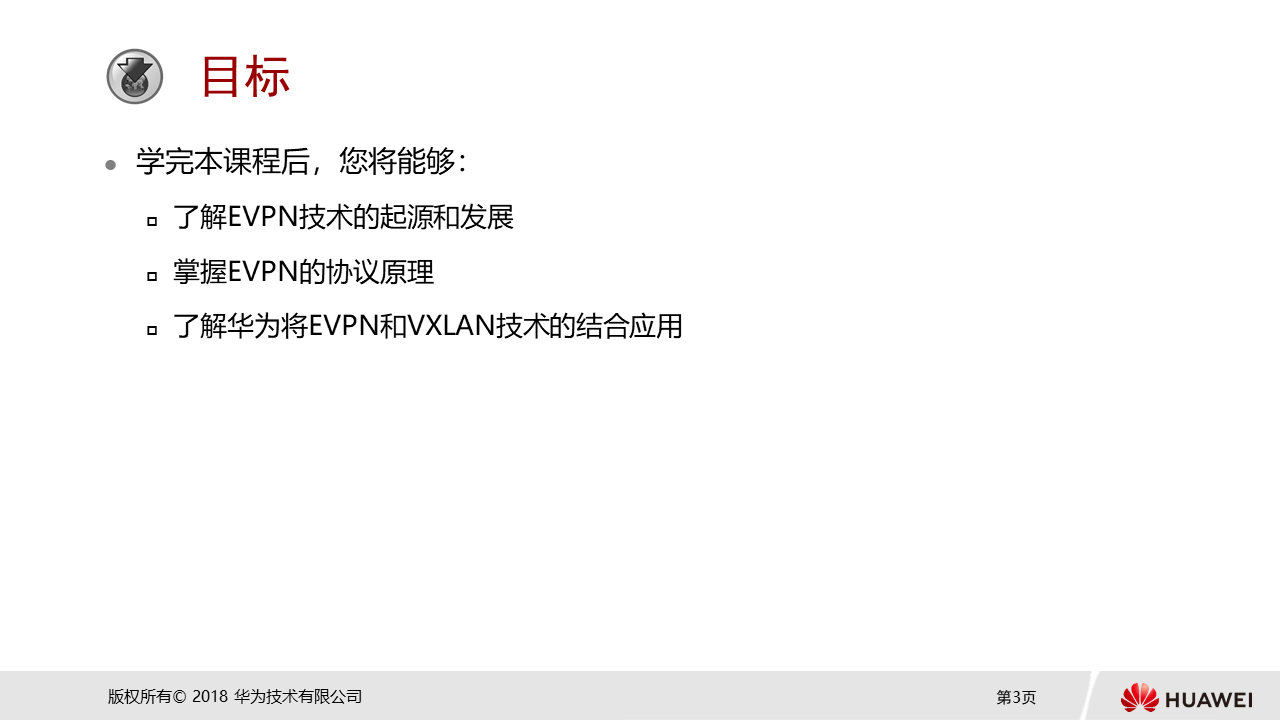 目标
学完本课程后，您将能够：
了解EVPN技术的起源和发展
掌握EVPN的协议原理
了解华为将EVPN和VXLAN技术的结合应用
版权所有© 2018 华为技术有限公司
第3页
HUAWEI